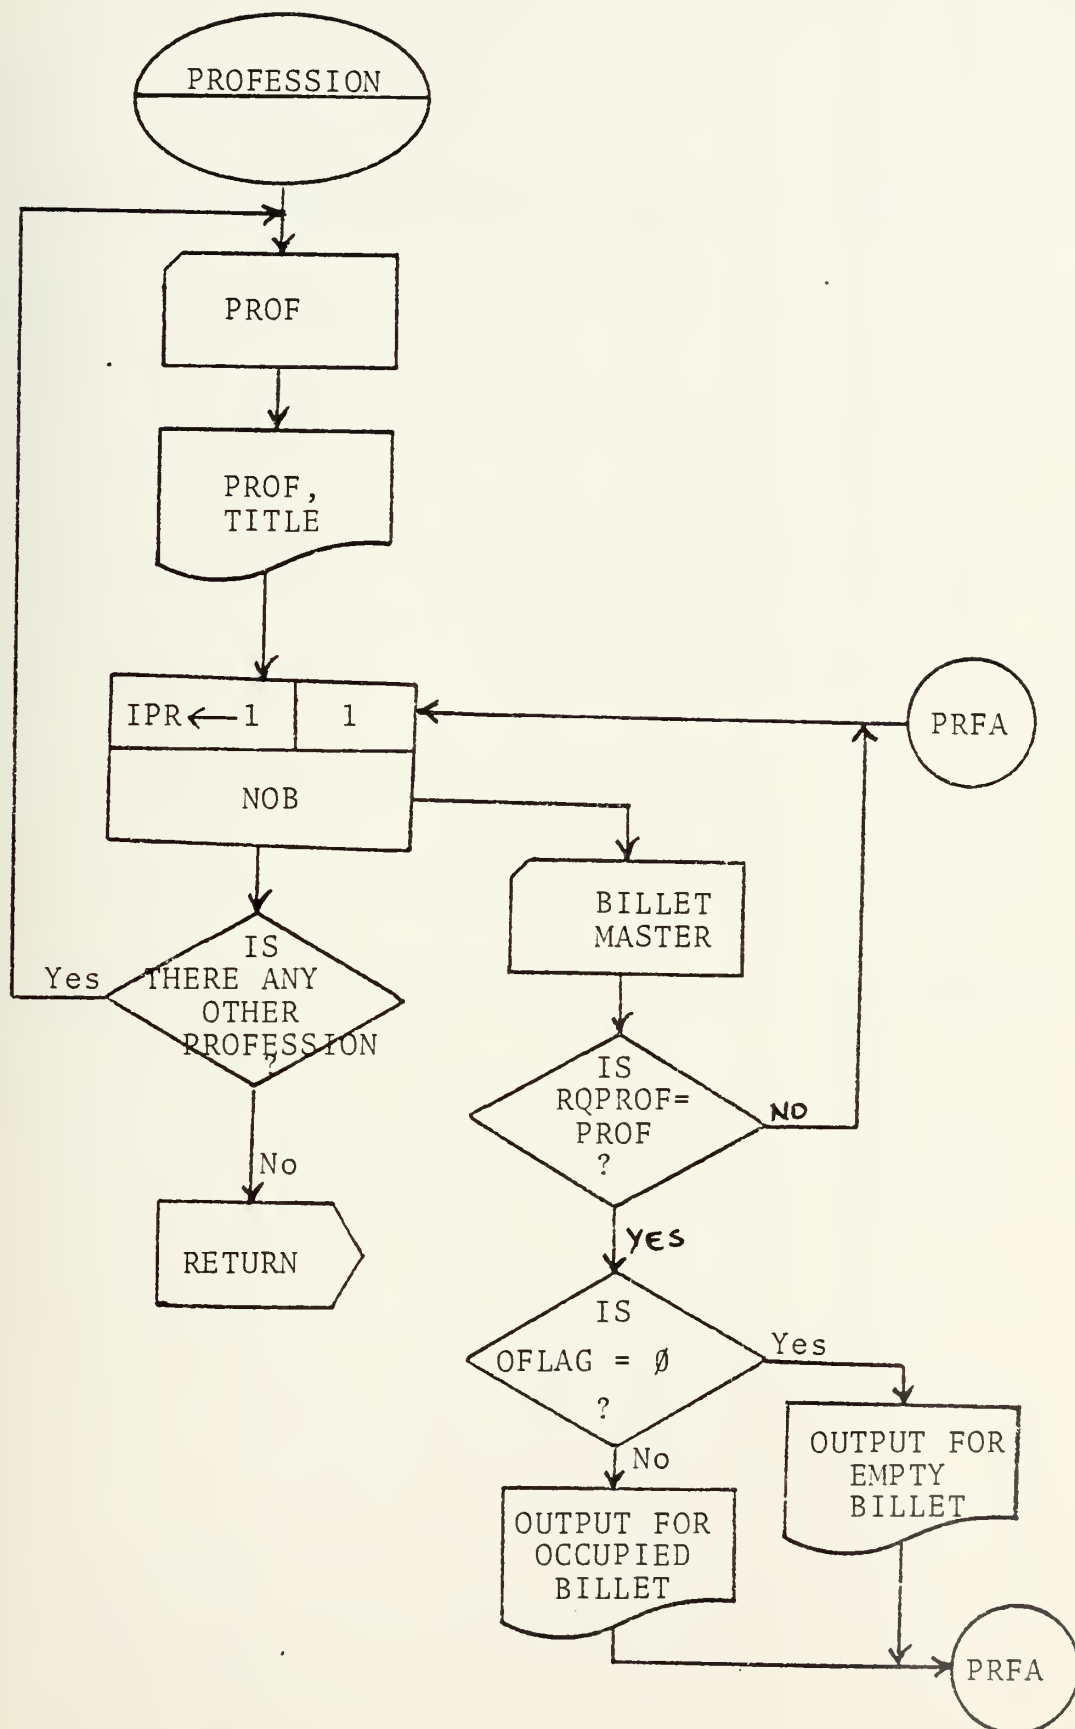 PROFESSION
PROF
PROF,
TITLE
IPR ← 1 1
NOB
PRFA
BILLET
MASTER
IS
THERE ANY
OTHER
PROFESSION
?
Yes
No
RETURN
IS
RQPROF=
PROF
?
NO
YES
IS
OFLAG = Ø
?
Yes
No
OUTPUT FOR
EMPTY
BILLET
OUTPUT FOR
OCCUPIED
BILLET
PRFA